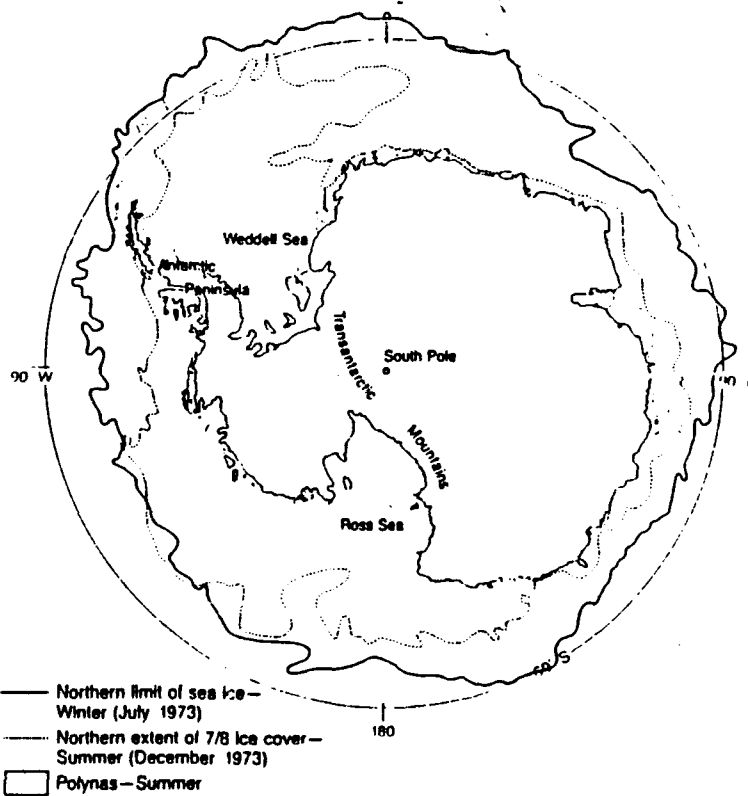 0
Weddell Sea
Antarctic
Peninsula
Transantarctic
South Pole
90 W
Mountains
Ross Sea
S
180
Northern limit of sea ice—
Winter (July 1973)
Northern extent of 7/8 Ice cover—
Summer (December 1973)
Polynas—Summer